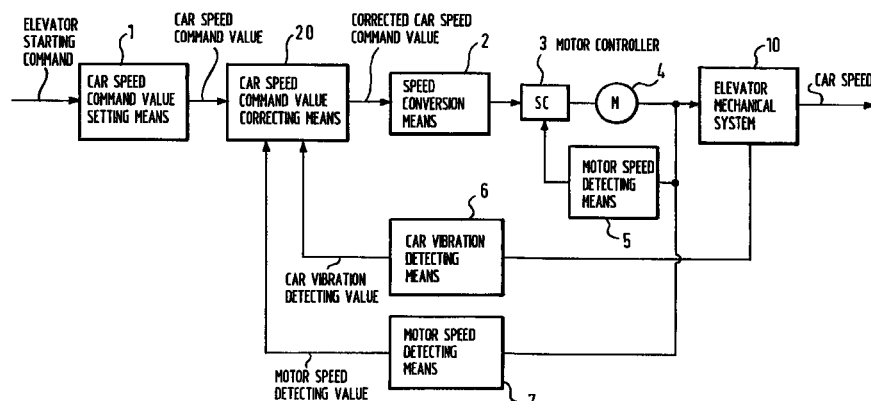 ELEVATOR
STARTING
COMMAND
1
CAR SPEED
COMMAND VALUE
20
CORRECTED CAR SPEED
COMMAND VALUE
2
3 MOTOR CONTROLLER
4
10
CAR SPEED
COMMAND VALUE
SETTING MEANS
CAR SPEED
COMMAND VALUE
CORRECTING MEANS
SPEED
CONVERSION
MEANS
SC
M
ELEVATOR
MECHANICAL
SYSTEM
CAR SPEED
MOTOR SPEED
DETECTING
MEANS
5
6
CAR VIBRATION
DETECTING
MEANS
CAR VIBRATION
DETECTING VALUE
MOTOR SPEED
DETECTING
MEANS
MOTOR SPEED
DETECTING VALUE
7